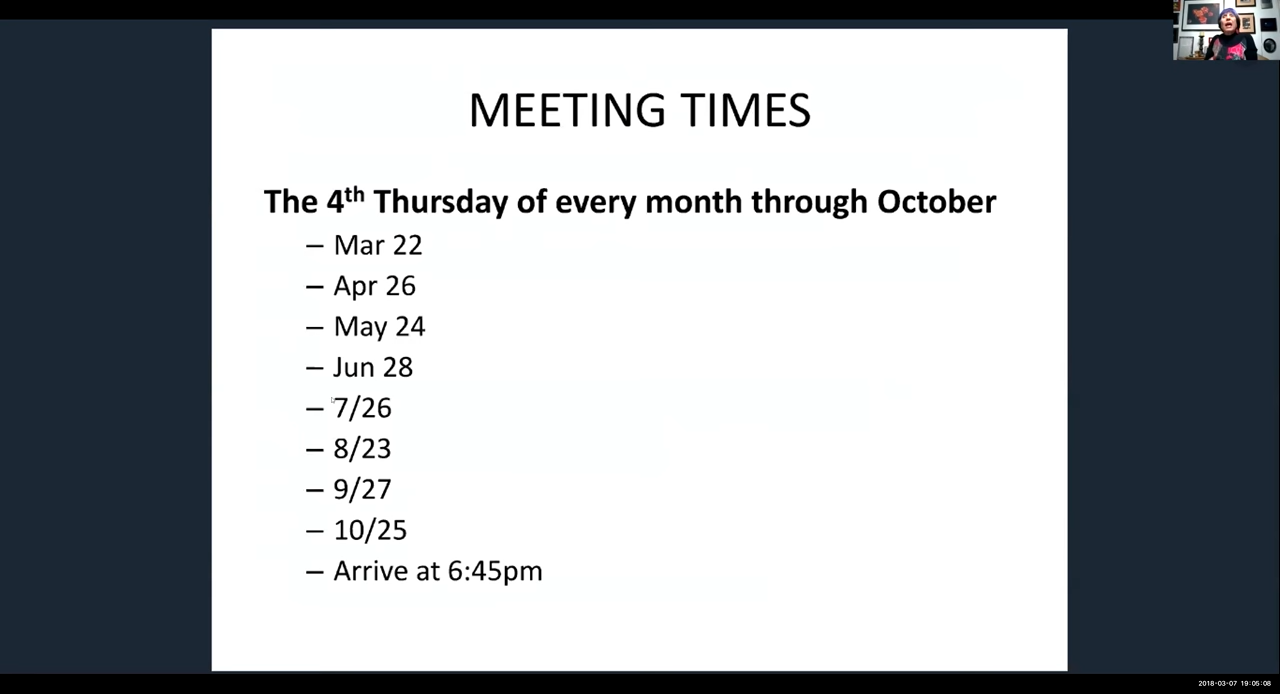 MEETING TIMES
The 4th Thursday of every month through October
– Mar 22
– Apr 26
– May 24
– Jun 28
– 7/26
– 8/23
– 9/27
– 10/25
– Arrive at 6:45pm
2018-03-07 19:05:08